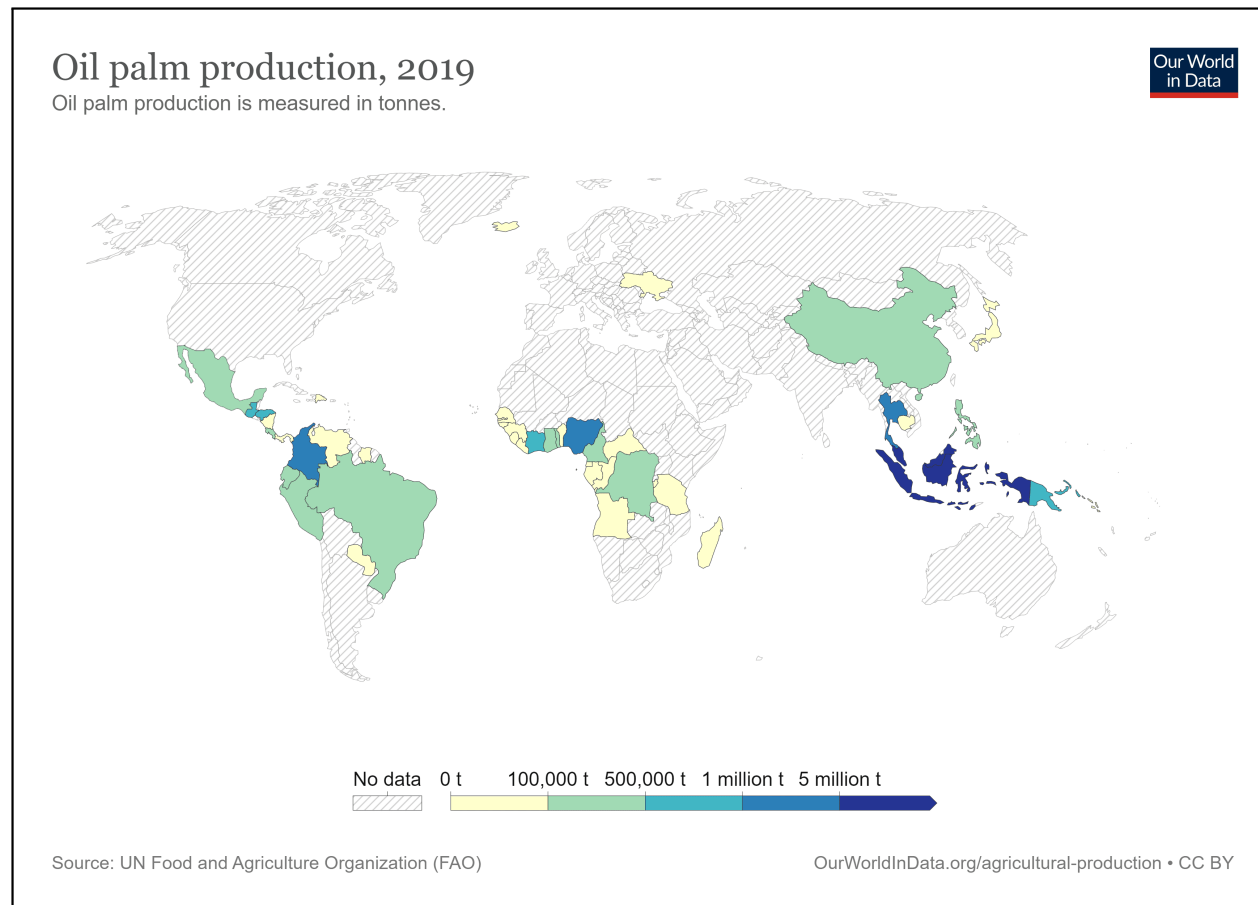 Oil palm production, 2019
Oil palm production is measured in tonnes.
Our World
in Data
No data 0 t 100,000 t 500,000 t 1 million t 5 million t
Source: UN Food and Agriculture Organization (FAO)
OurWorldInData.org/agricultural-production • CC BY